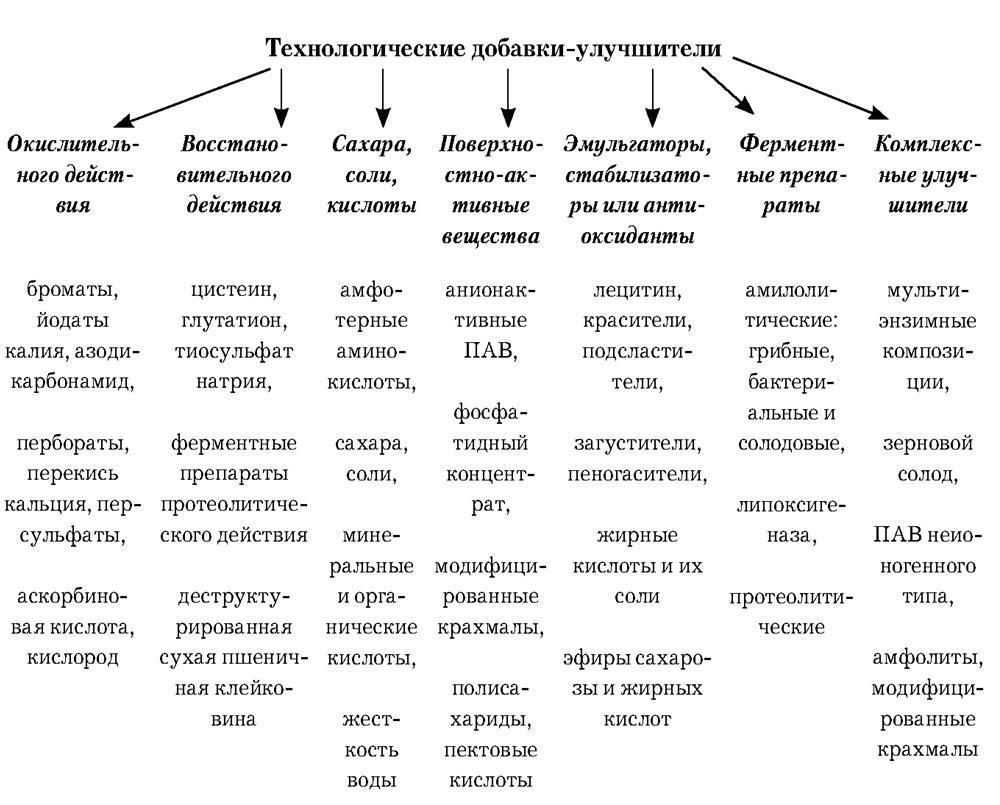 Технологические добавки-улучшители
Окислитель-
ного дейст-
вия
броматы,
йодаты
калия, азоди-
карбонамид,
пербораты,
перекись
кальция, пер-
сульфаты,
аскорбино-
вая кислота,
кислород
Восстано-
вительного
действия
цистеин,
глутатион,
тиосульфат
натрия,
ферментные
препараты
протеолитиче-
ского действия
деструкту-
рированная
сухая пшенич-
ная клейко-
вина
Сахара,
соли,
кислоты
амфо-
терные
амино-
кислоты,
сахара,
соли,
мине-
ральные
и орга-
нические
кислоты,
жест-
кость
воды
Поверхно-
стно-ак-
тивные
вещества
анионак-
тивные
ПАВ,
фосфа-
тидный
концент-
рат,
модифици-
рованные
крахмалы,
полиса-
хариды,
пектовые
кислоты
Эмульгаторы,
стабилизато-
ры или анти-
оксиданты
лецитин,
красители,
подсласти-
тели,
загустители,
пеногасители,
жирные
кислоты и их
соли
эфиры сахаро-
зы и жирных
кислот
Фермент-
ные препа-
раты
амилоли-
тические:
грибные,
бактери-
альные и
солодовые,
липоксиге-
наза,
протеолити-
ческие
Комплекс-
ные улуч-
шители
мульти-
энзимные
компози-
ции,
зерновой
солод,
ПАВ неио-
ногенного
типа,
амфолиты,
модифици-
рованные
крахмалы